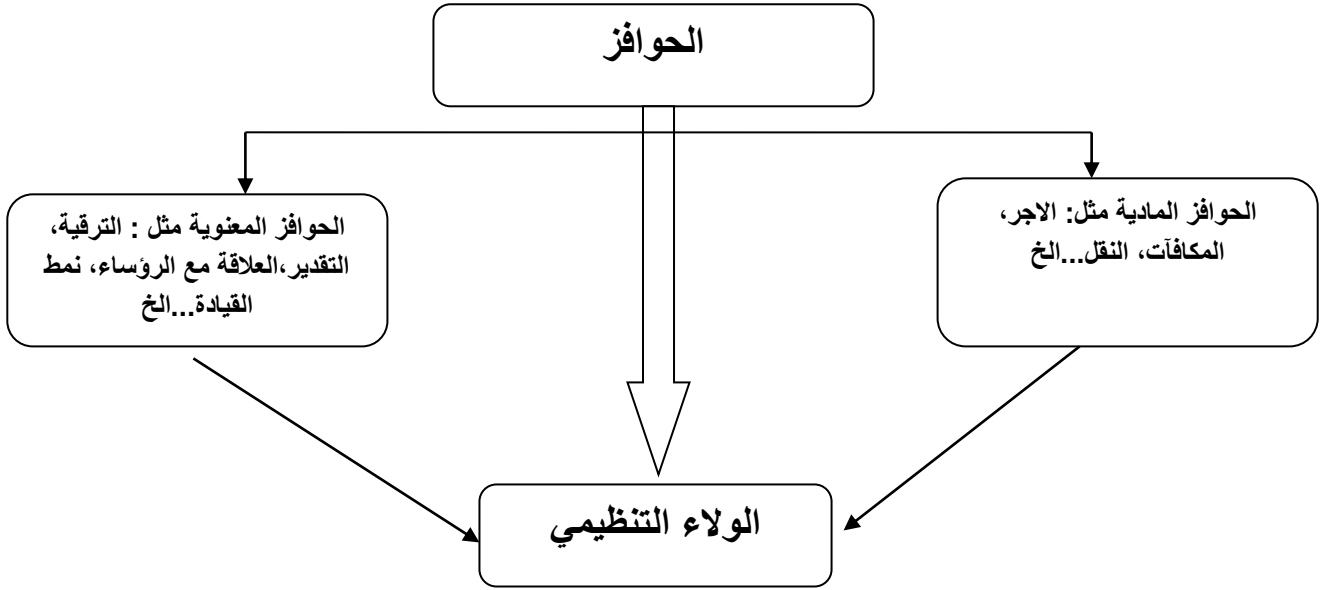 الحوافز
الحوافز المادية مثل: الاجر،
المكافآت، النقل...الخ
الحوافز المعنوية مثل : الترقية،
التقدير،العلاقة مع الرؤساء، نمط
القيادة...الخ
الولاء التنظيمي